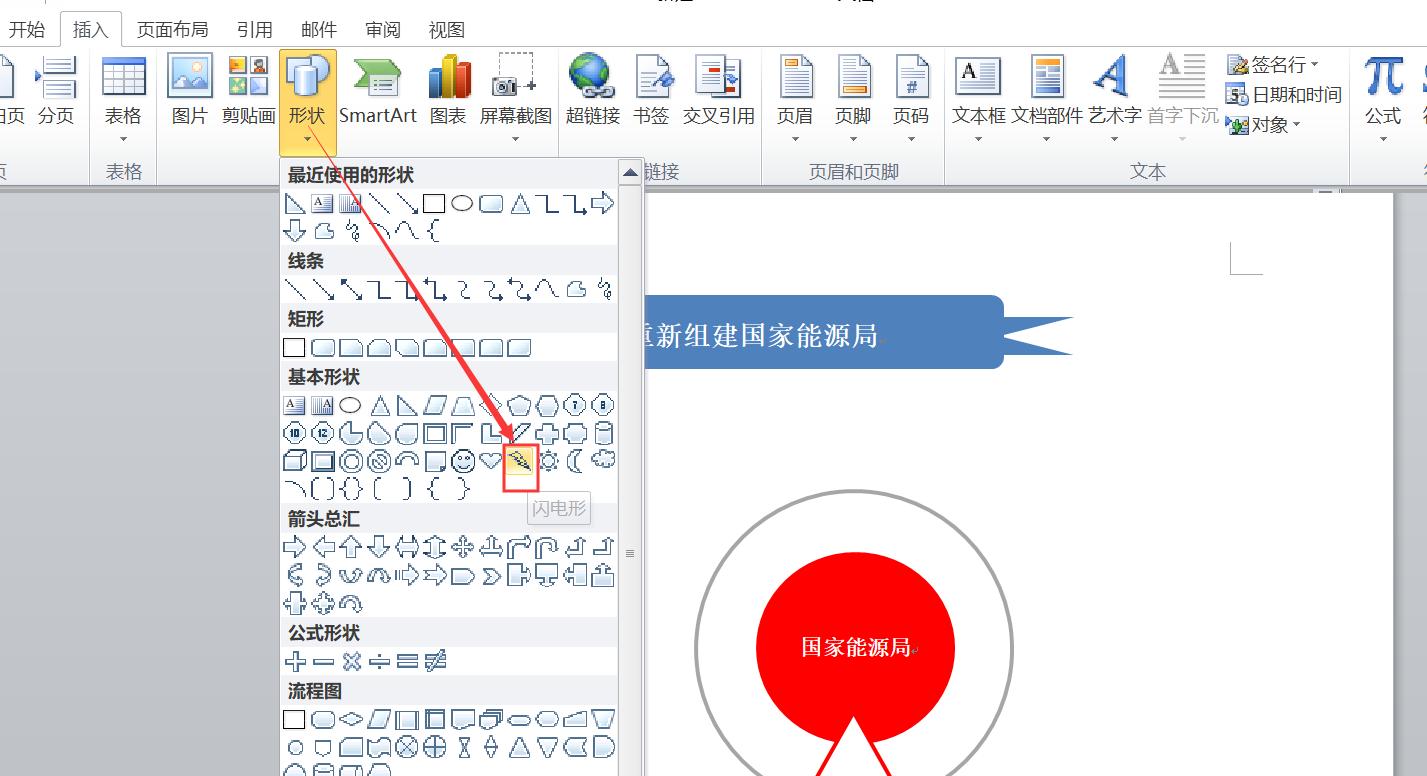 开始 插入 页面布局 引用 邮件 审阅 视图
分页 表格 图片 剪贴画 形状 SmartArt 图表 屏幕截图 超链接 书签 交叉引用 页眉 页脚 页码 文本框 文档部件 艺术字 首字下沉 公式
签名行
日期和时间
对象
表格 链接 页眉和页脚 文本
最近使用的形状
线条
矩形
基本形状
闪电形
箭头总汇
公式形状
流程图
重新组建国家能源局
国家能源局